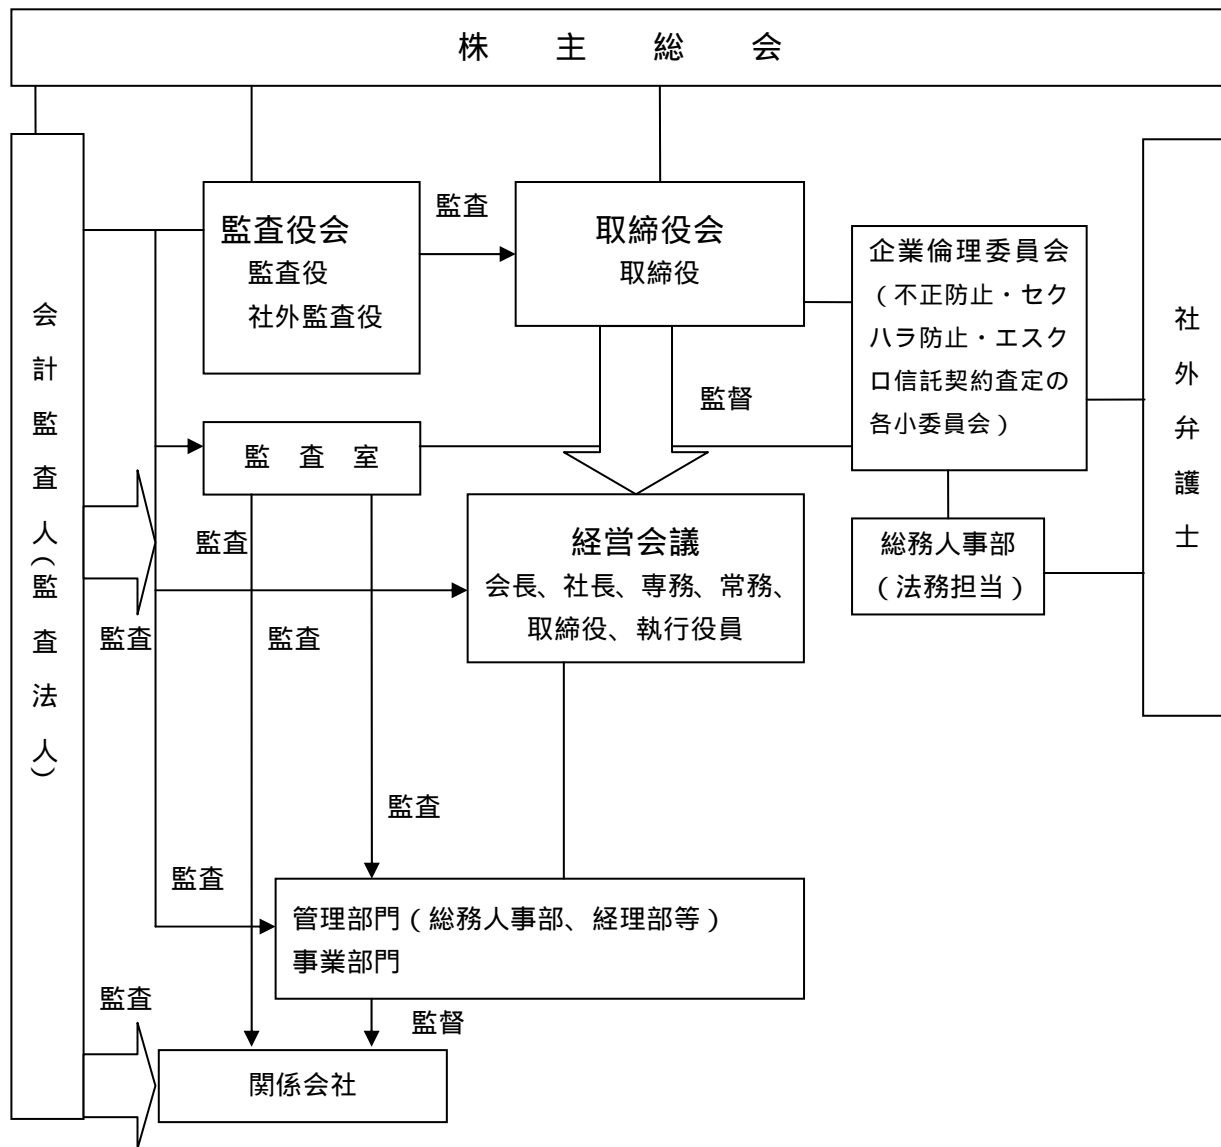 株 主 総 会
会計監査人(監査法人)
監査役会
監査役
社外監査役
監査
取締役会
取締役
企業倫理委員会
(不正防止・セク
ハラ防止・エスク
ロ信託契約査定の
各小委員会)
社外弁護士
監督
監 査 室
経営会議
会長、社長、専務、常務、
取締役、執行役員
総務人事部
(法務担当)
監査
監査
監査
監査
監査
管理部門(総務人事部、経理部等)
事業部門
監査
監督
関係会社